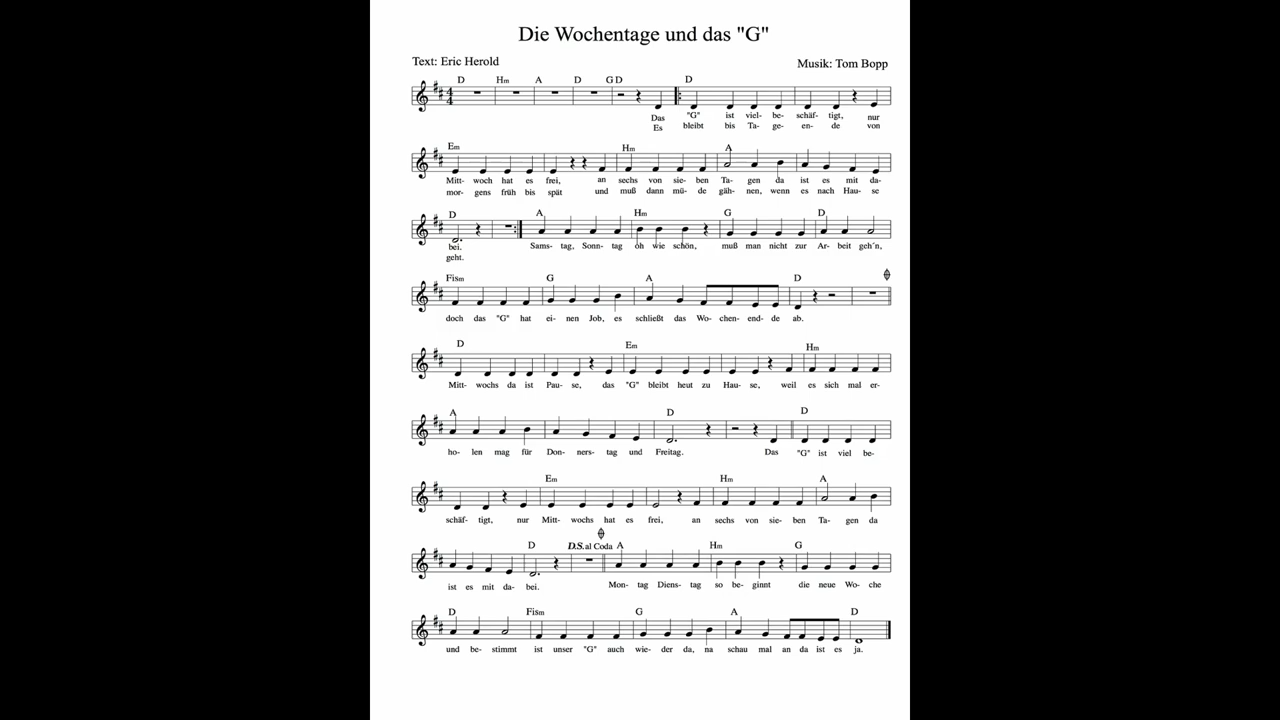 Die Wochentage und das "G"
Text: Eric Herold
Musik: Tom Bopp
D Hm A D G D D
Das "G" ist viel- be- schäf- tigt, nur
Es bleibt bis Ta- ge- en- de von
Em Hm A
Mitt- woch hat es frei, an sechs von sie- ben Ta- gen da ist es mit da-
mor- gens früh bis spät und muß dann mü- de gäh- nen, wenn es nach Hau- se
D A Hm G D
bei. Sams- tag, Sonn- tag oh wie schön, muß man nicht zur Ar- beit geh´n,
geht.
Fism G A D
doch das "G" hat ei- nen Job, es schließt das Wo- chen- end- de ab.
D Em Hm
Mitt- wochs da ist Pau- se, das "G" bleibt heut zu Hau- se, weil es sich mal er-
A D D
ho- len mag für Don- ners- tag und Freitag. Das "G" ist viel be-
Em Hm A
schäf- tigt, nur Mitt- wochs hat es frei, an sechs von sie- ben Ta- gen da
D D.S. al Coda A Hm G
ist es mit da- bei. Mon- tag Diens- tag so be- ginnt die neue Wo- che
D Fism G A D
und be- stimmt ist unser "G" auch wie- der da, na schau mal an da ist es ja.